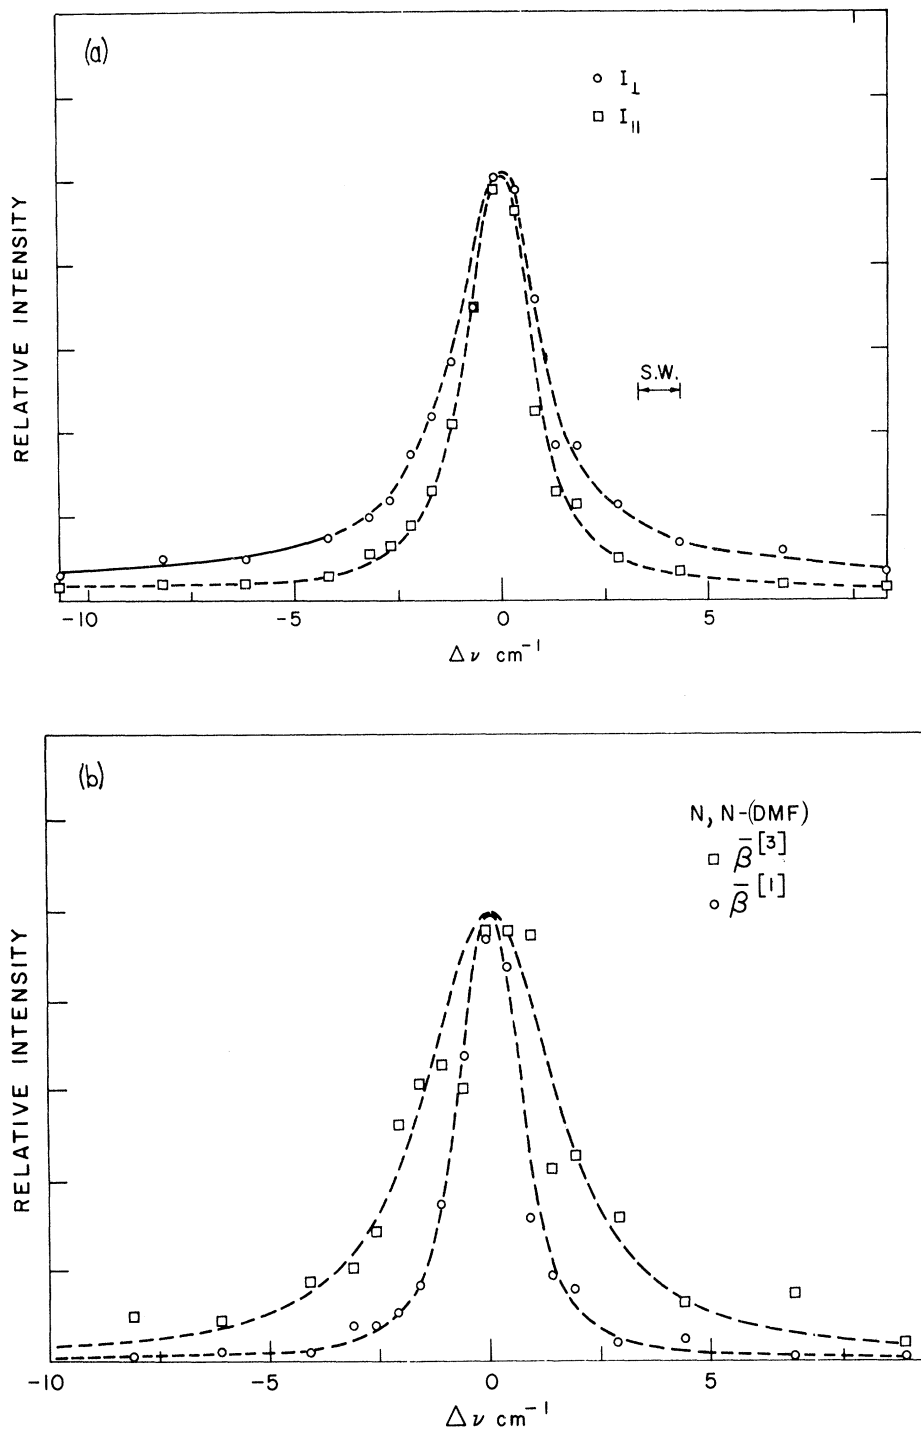 (a)
○ I⊥
□ I||
RELATIVE INTENSITY
S.W.
-10 -5 0 5
Δν cm⁻¹
(b)
N, N-(DMF)
□ β̄[3]
○ β̄[1]
RELATIVE INTENSITY
-10 -5 0 5
Δν cm⁻¹